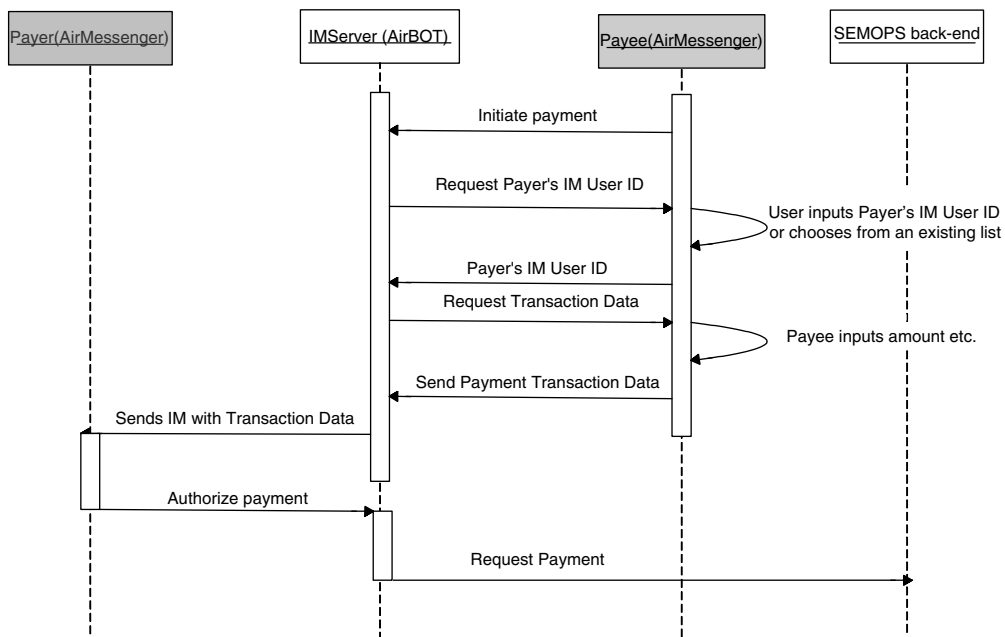 Payer(AirMessenger)
IMServer (AirBOT)
Payee(AirMessenger)
SEMOPS back-end
Initiate payment
Request Payer's IM User ID
User inputs Payer's IM User ID
or chooses from an existing list
Payer's IM User ID
Request Transaction Data
Payee inputs amount etc.
Send Payment Transaction Data
Sends IM with Transaction Data
Authorize payment
Request Payment